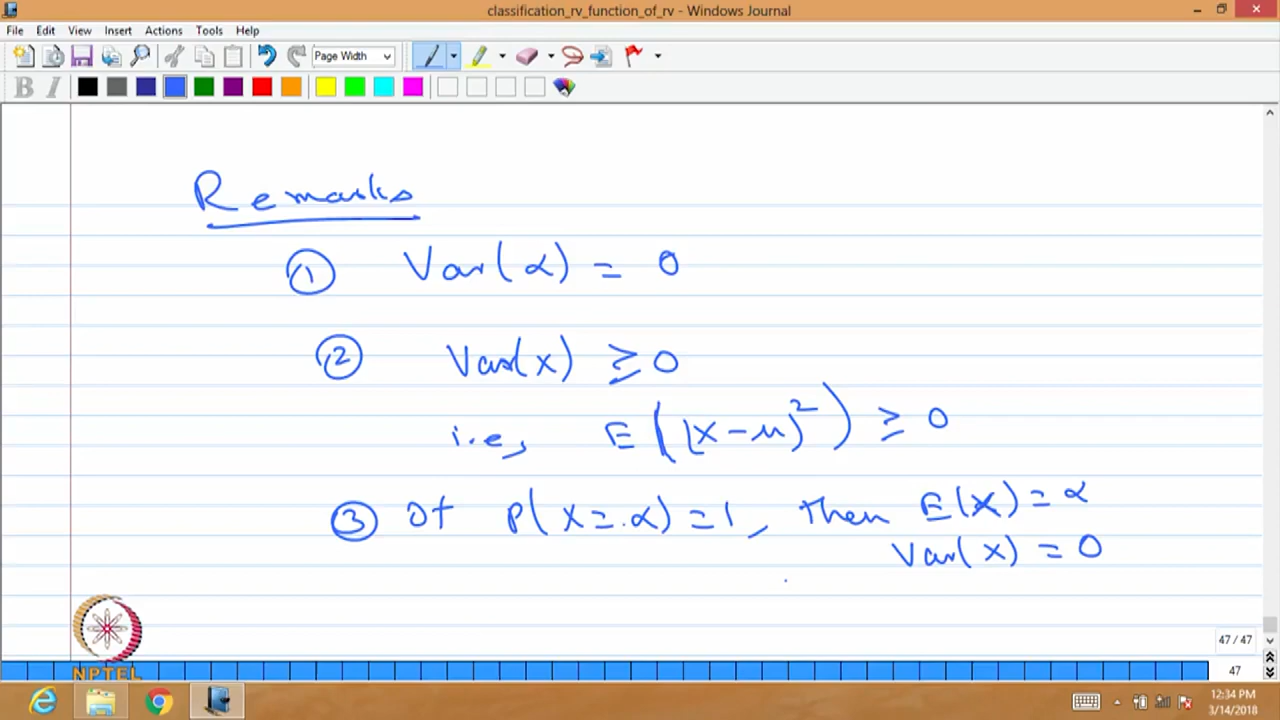 classification_rv_function_of_rv - Windows Journal
File Edit View Insert Actions Tools Help
Page Width
B I
Remarks
① Var(α) = 0
② Var(X) ≥ 0
i.e., E((X-μ)²) ≥ 0
③ If P(X=α)=1, then E(X)=α
Var(X) = 0
47 / 47
NPTEL
47
12:34 PM
3/14/2018